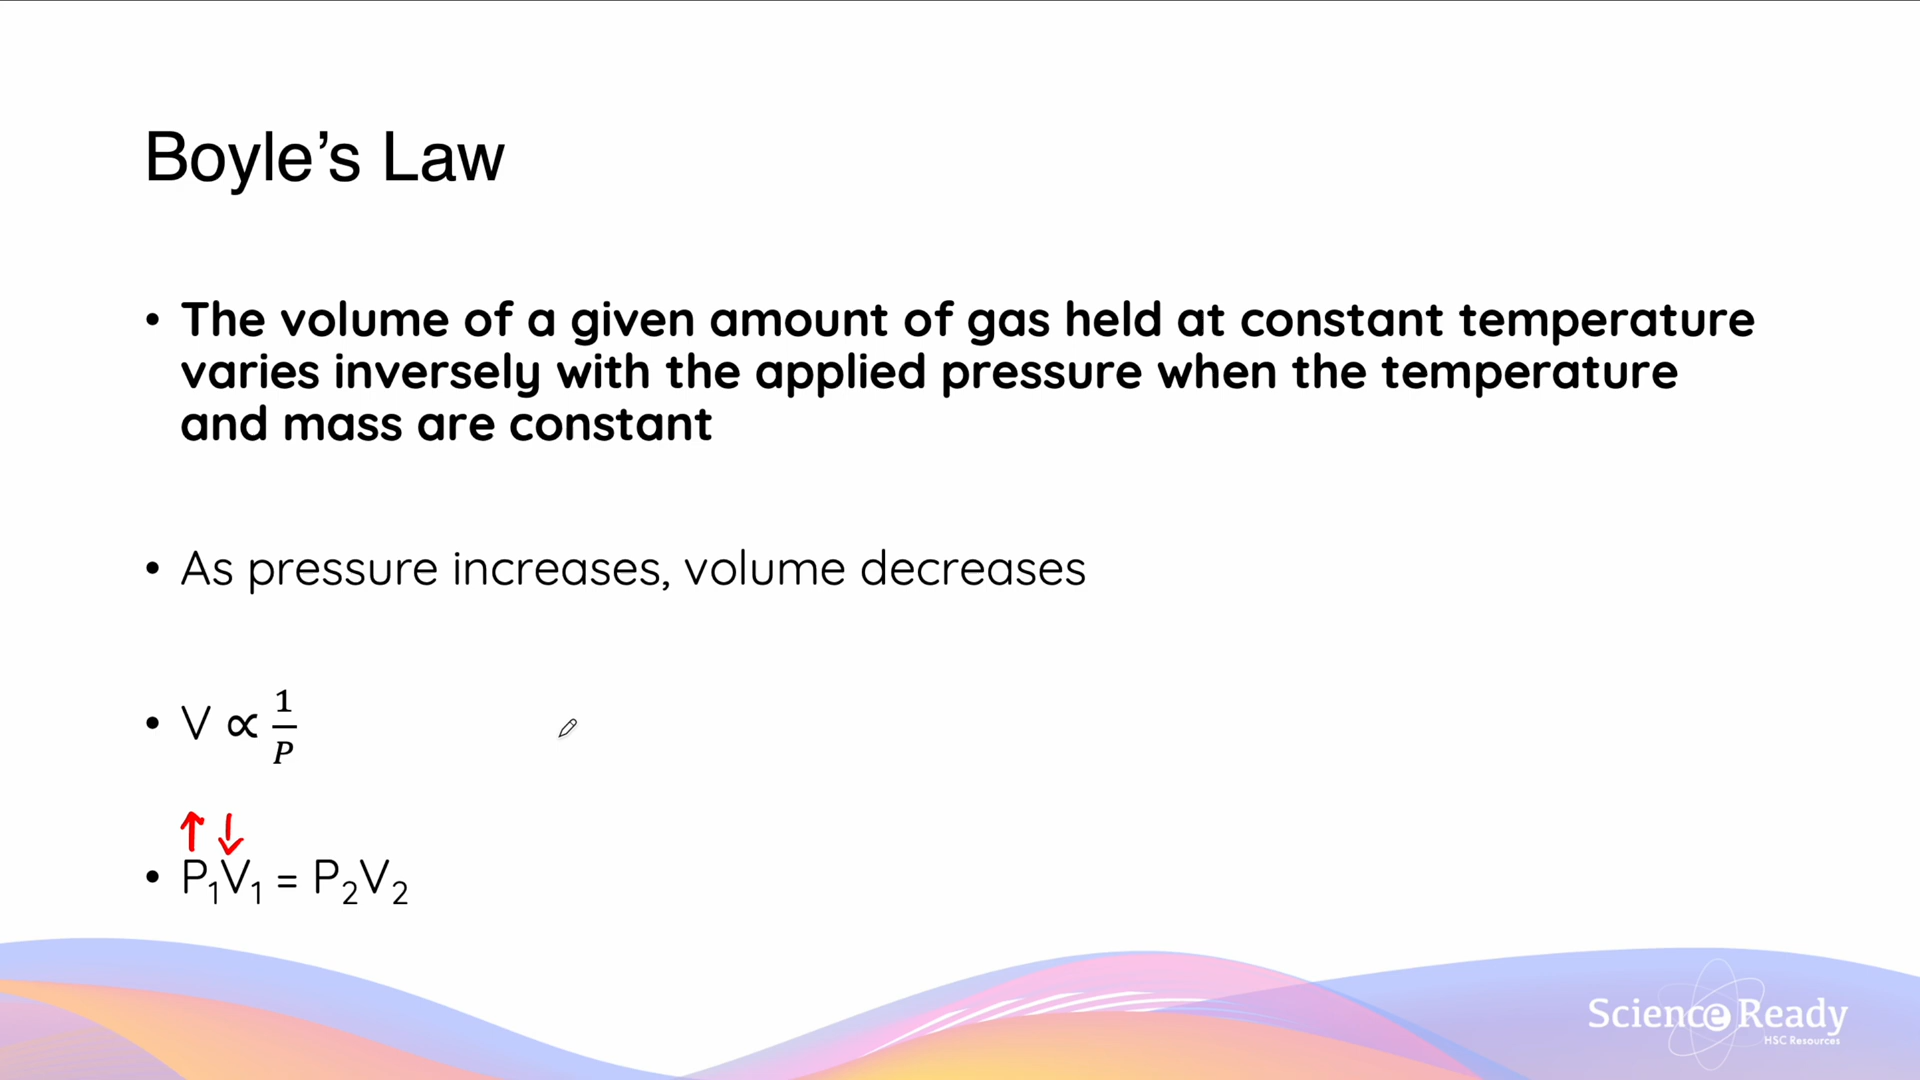 Boyle’s Law
• The volume of a given amount of gas held at constant temperature
varies inversely with the applied pressure when the temperature
and mass are constant
• As pressure increases, volume decreases
• V ∝ 1/P
↑ ↓
• P₁V₁ = P₂V₂
Science Ready
HSC Resources